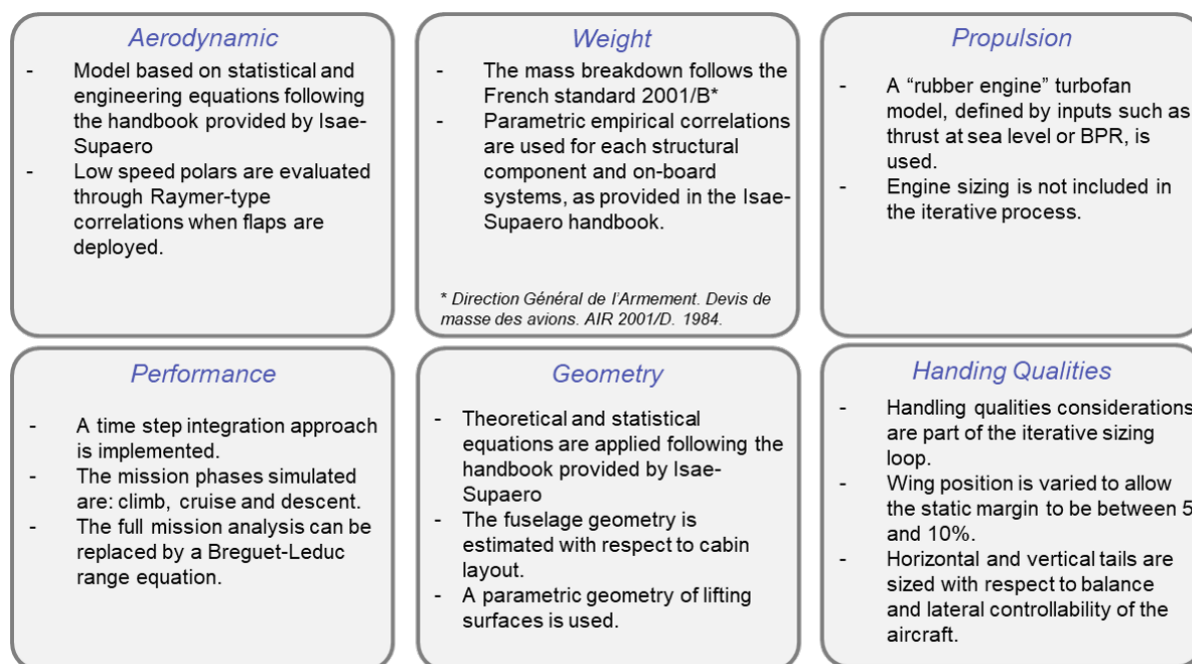 Aerodynamic
- Model based on statistical and
engineering equations following
the handbook provided by Isae-
Supaero
- Low speed polars are evaluated
through Raymer-type
correlations when flaps are
deployed.
Weight
- The mass breakdown follows the
French standard 2001/B*
- Parametric empirical correlations
are used for each structural
component and on-board
systems, as provided in the Isae-
Supaero handbook.
* Direction Général de l'Armement. Devis de
masse des avions. AIR 2001/D. 1984.
Propulsion
- A “rubber engine” turbofan
model, defined by inputs such as
thrust at sea level or BPR, is
used.
- Engine sizing is not included in
the iterative process.
Performance
- A time step integration approach
is implemented.
- The mission phases simulated
are: climb, cruise and descent.
- The full mission analysis can be
replaced by a Breguet-Leduc
range equation.
Geometry
- Theoretical and statistical
equations are applied following the
handbook provided by Isae-
Supaero
- The fuselage geometry is
estimated with respect to cabin
layout.
- A parametric geometry of lifting
surfaces is used.
Handing Qualities
- Handling qualities considerations
are part of the iterative sizing
loop.
- Wing position is varied to allow
the static margin to be between 5
and 10%.
- Horizontal and vertical tails are
sized with respect to balance
and lateral controllability of the
aircraft.